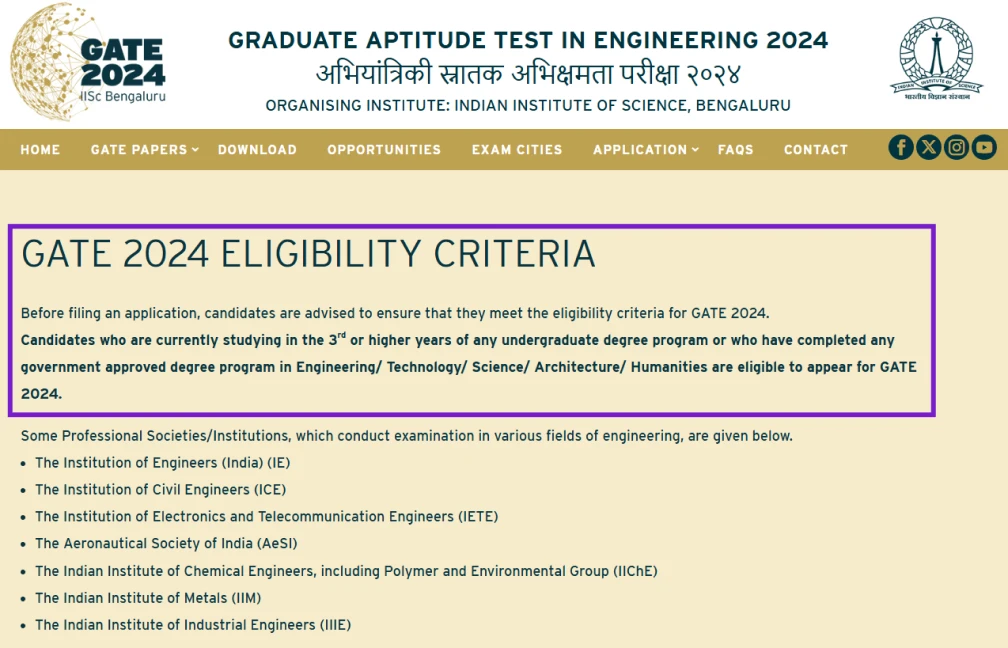 GATE
2024
IISc Bengaluru
GRADUATE APTITUDE TEST IN ENGINEERING 2024
अभियांत्रिकी स्नातक अभिक्षमता परीक्षा २०२४
ORGANISING INSTITUTE: INDIAN INSTITUTE OF SCIENCE, BENGALURU
INDIAN INSTITUTE OF SCIENCE
भारतीय विज्ञान संस्थान
HOME GATE PAPERS DOWNLOAD OPPORTUNITIES EXAM CITIES APPLICATION FAQS CONTACT
GATE 2024 ELIGIBILITY CRITERIA
Before filing an application, candidates are advised to ensure that they meet the eligibility criteria for GATE 2024.
Candidates who are currently studying in the 3rd or higher years of any undergraduate degree program or who have completed any
government approved degree program in Engineering/ Technology/ Science/ Architecture/ Humanities are eligible to appear for GATE
2024.
Some Professional Societies/Institutions, which conduct examination in various fields of engineering, are given below.
• The Institution of Engineers (India) (IE)
• The Institution of Civil Engineers (ICE)
• The Institution of Electronics and Telecommunication Engineers (IETE)
• The Aeronautical Society of India (AeSI)
• The Indian Institute of Chemical Engineers, including Polymer and Environmental Group (IIChE)
• The Indian Institute of Metals (IIM)
• The Indian Institute of Industrial Engineers (IIIE)